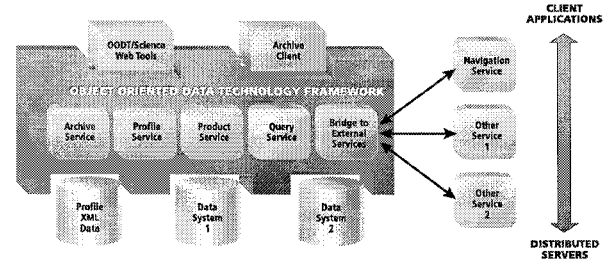 CLIENT
APPLICATIONS
OODT/Science
Web Tools
Archive
Client
Navigation
Service
OBJECT ORIENTED DATA TECHNOLOGY FRAMEWORK
Archive
Service
Profile
Service
Product
Service
Query
Service
Bridge to
External
Services
Other
Service
1
Profile
XML
Data
Data
System
1
Data
System
2
Other
Service
2
DISTRIBUTED
SERVERS